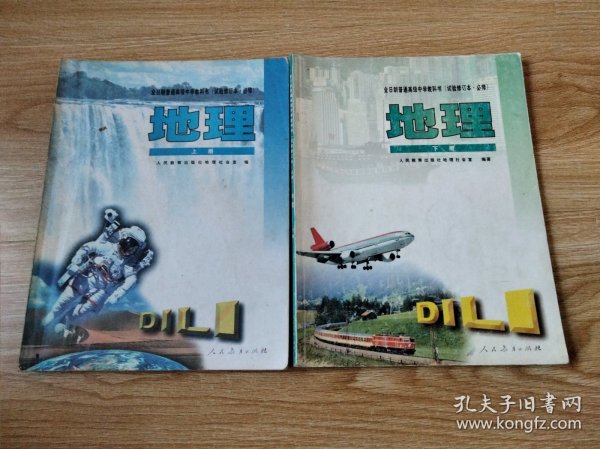 全日制普通高级中学教科书（试验修订本·必修）
地理
上册
人民教育出版社地理社会室 编
DILI
人民教育出版社
全日制普通高级中学教科书（试验修订本·必修）
地理
下册
人民教育出版社地理社会室 编著
DILI
人民教育出版社
孔夫子旧书网
www.kongfz.com